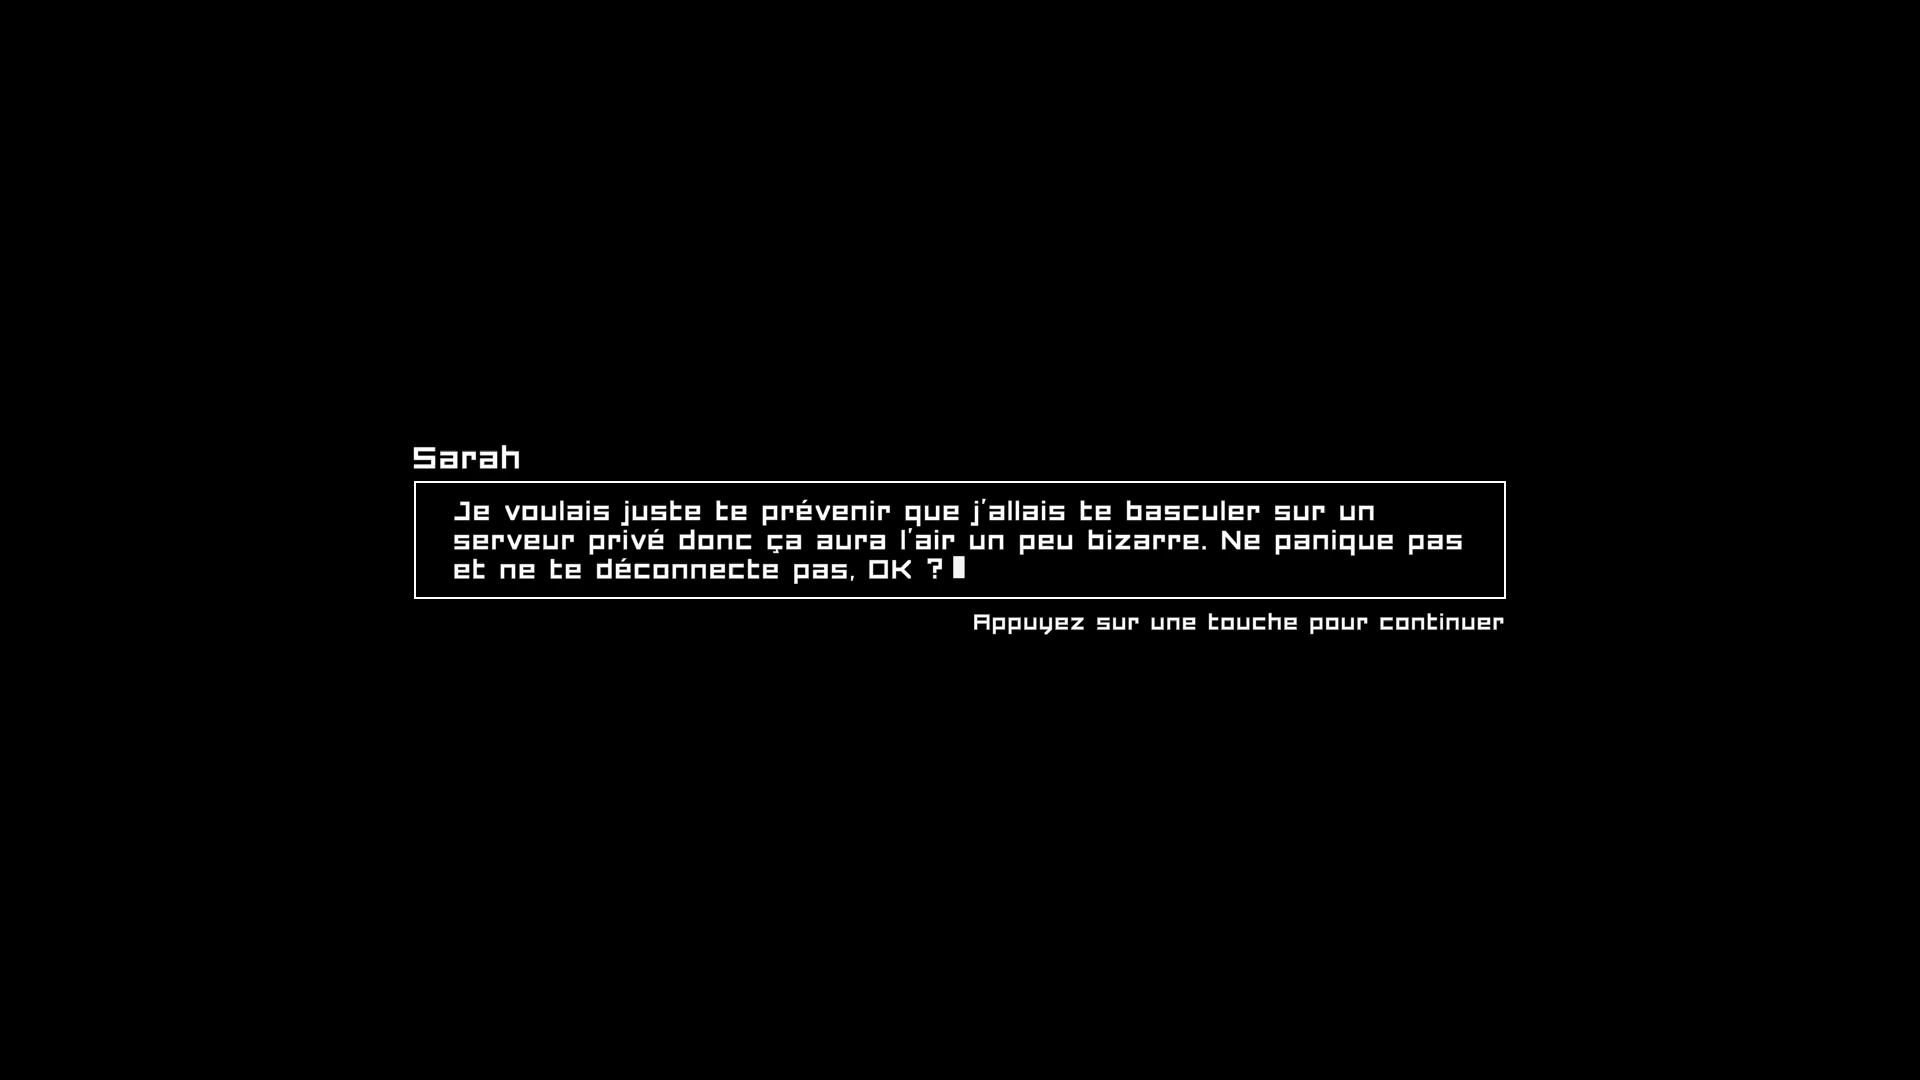 Sarah
Je voulais juste te prévenir que j'allais te basculer sur un
serveur privé donc ça aura l'air un peu bizarre. Ne panique pas
et ne te déconnecte pas, OK ?
Appuyez sur une touche pour continuer